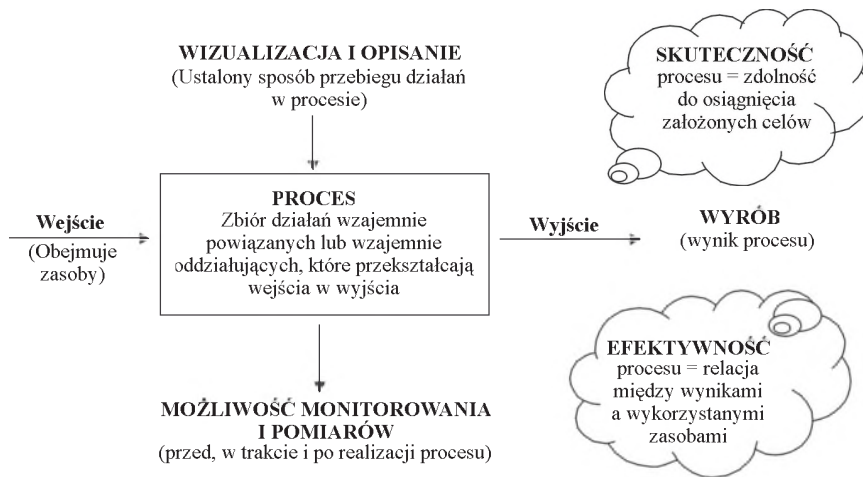 WIZUALIZACJA I OPISANIE
(Ustalony sposób przebiegu działań
w procesie)
SKUTECZNOŚĆ
procesu = zdolność
do osiągnięcia
założonych celów
Wejście
(Obejmuje
zasoby)
PROCES
Zbiór działań wzajemnie
powiązanych lub wzajemnie
oddziałujących, które przekształcają
wejścia w wyjścia
Wyjście
WYRÓB
(wynik procesu)
MOŻLIWOŚĆ MONITOROWANIA
I POMIARÓW
(przed, w trakcie i po realizacji procesu)
EFEKTYWNOŚĆ
procesu = relacja
między wynikami
a wykorzystanymi
zasobami